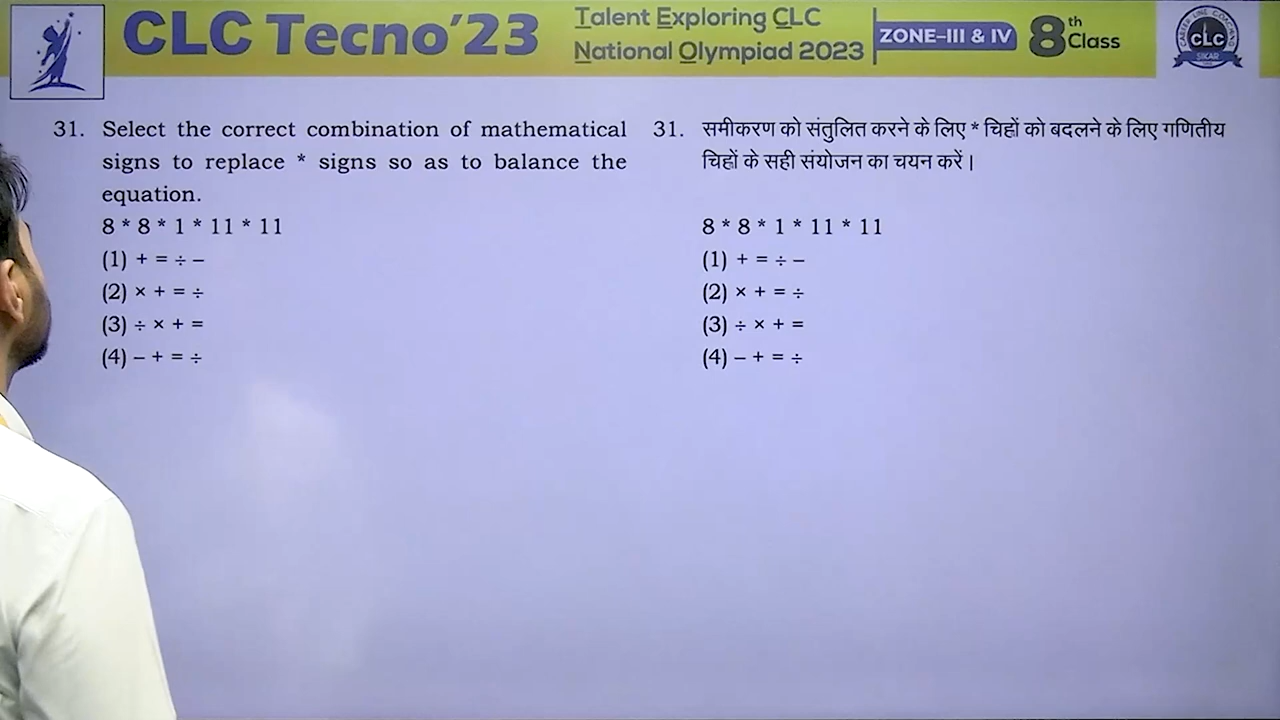 CLC Tecno’23
Talent Exploring CLC
National Olympiad 2023
ZONE–III & IV
8th Class
CLC
SIKAR
31. Select the correct combination of mathematical
signs to replace * signs so as to balance the
equation.
8 * 8 * 1 * 11 * 11
(1) + = ÷ –
(2) × + = ÷
(3) ÷ × + =
(4) – + = ÷
31. समीकरण को संतुलित करने के लिए * चिह्नों को बदलने के लिए गणितीय
चिह्नों के सही संयोजन का चयन करें।
8 * 8 * 1 * 11 * 11
(1) + = ÷ –
(2) × + = ÷
(3) ÷ × + =
(4) – + = ÷